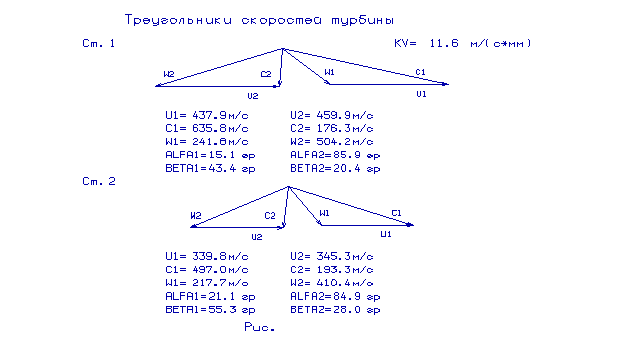 Треугольники скоростей турбины
Ст. 1
KV= 11.6 м/(с*мм)
W2
C2
W1
C1
U2
U1
U1= 437.9м/с U2= 459.9м/с
C1= 635.8м/с C2= 176.3м/с
W1= 241.8м/с W2= 504.2м/с
ALFA1=15.1 гр ALFA2=85.9 гр
BETA1=43.4 гр BETA2=20.4 гр
Ст. 2
W2
C2
W1
C1
U2
U1
U1= 339.8м/с U2= 345.3м/с
C1= 497.0м/с C2= 193.3м/с
W1= 217.7м/с W2= 410.4м/с
ALFA1=21.1 гр ALFA2=84.9 гр
BETA1=55.3 гр BETA2=28.0 гр
Рис.